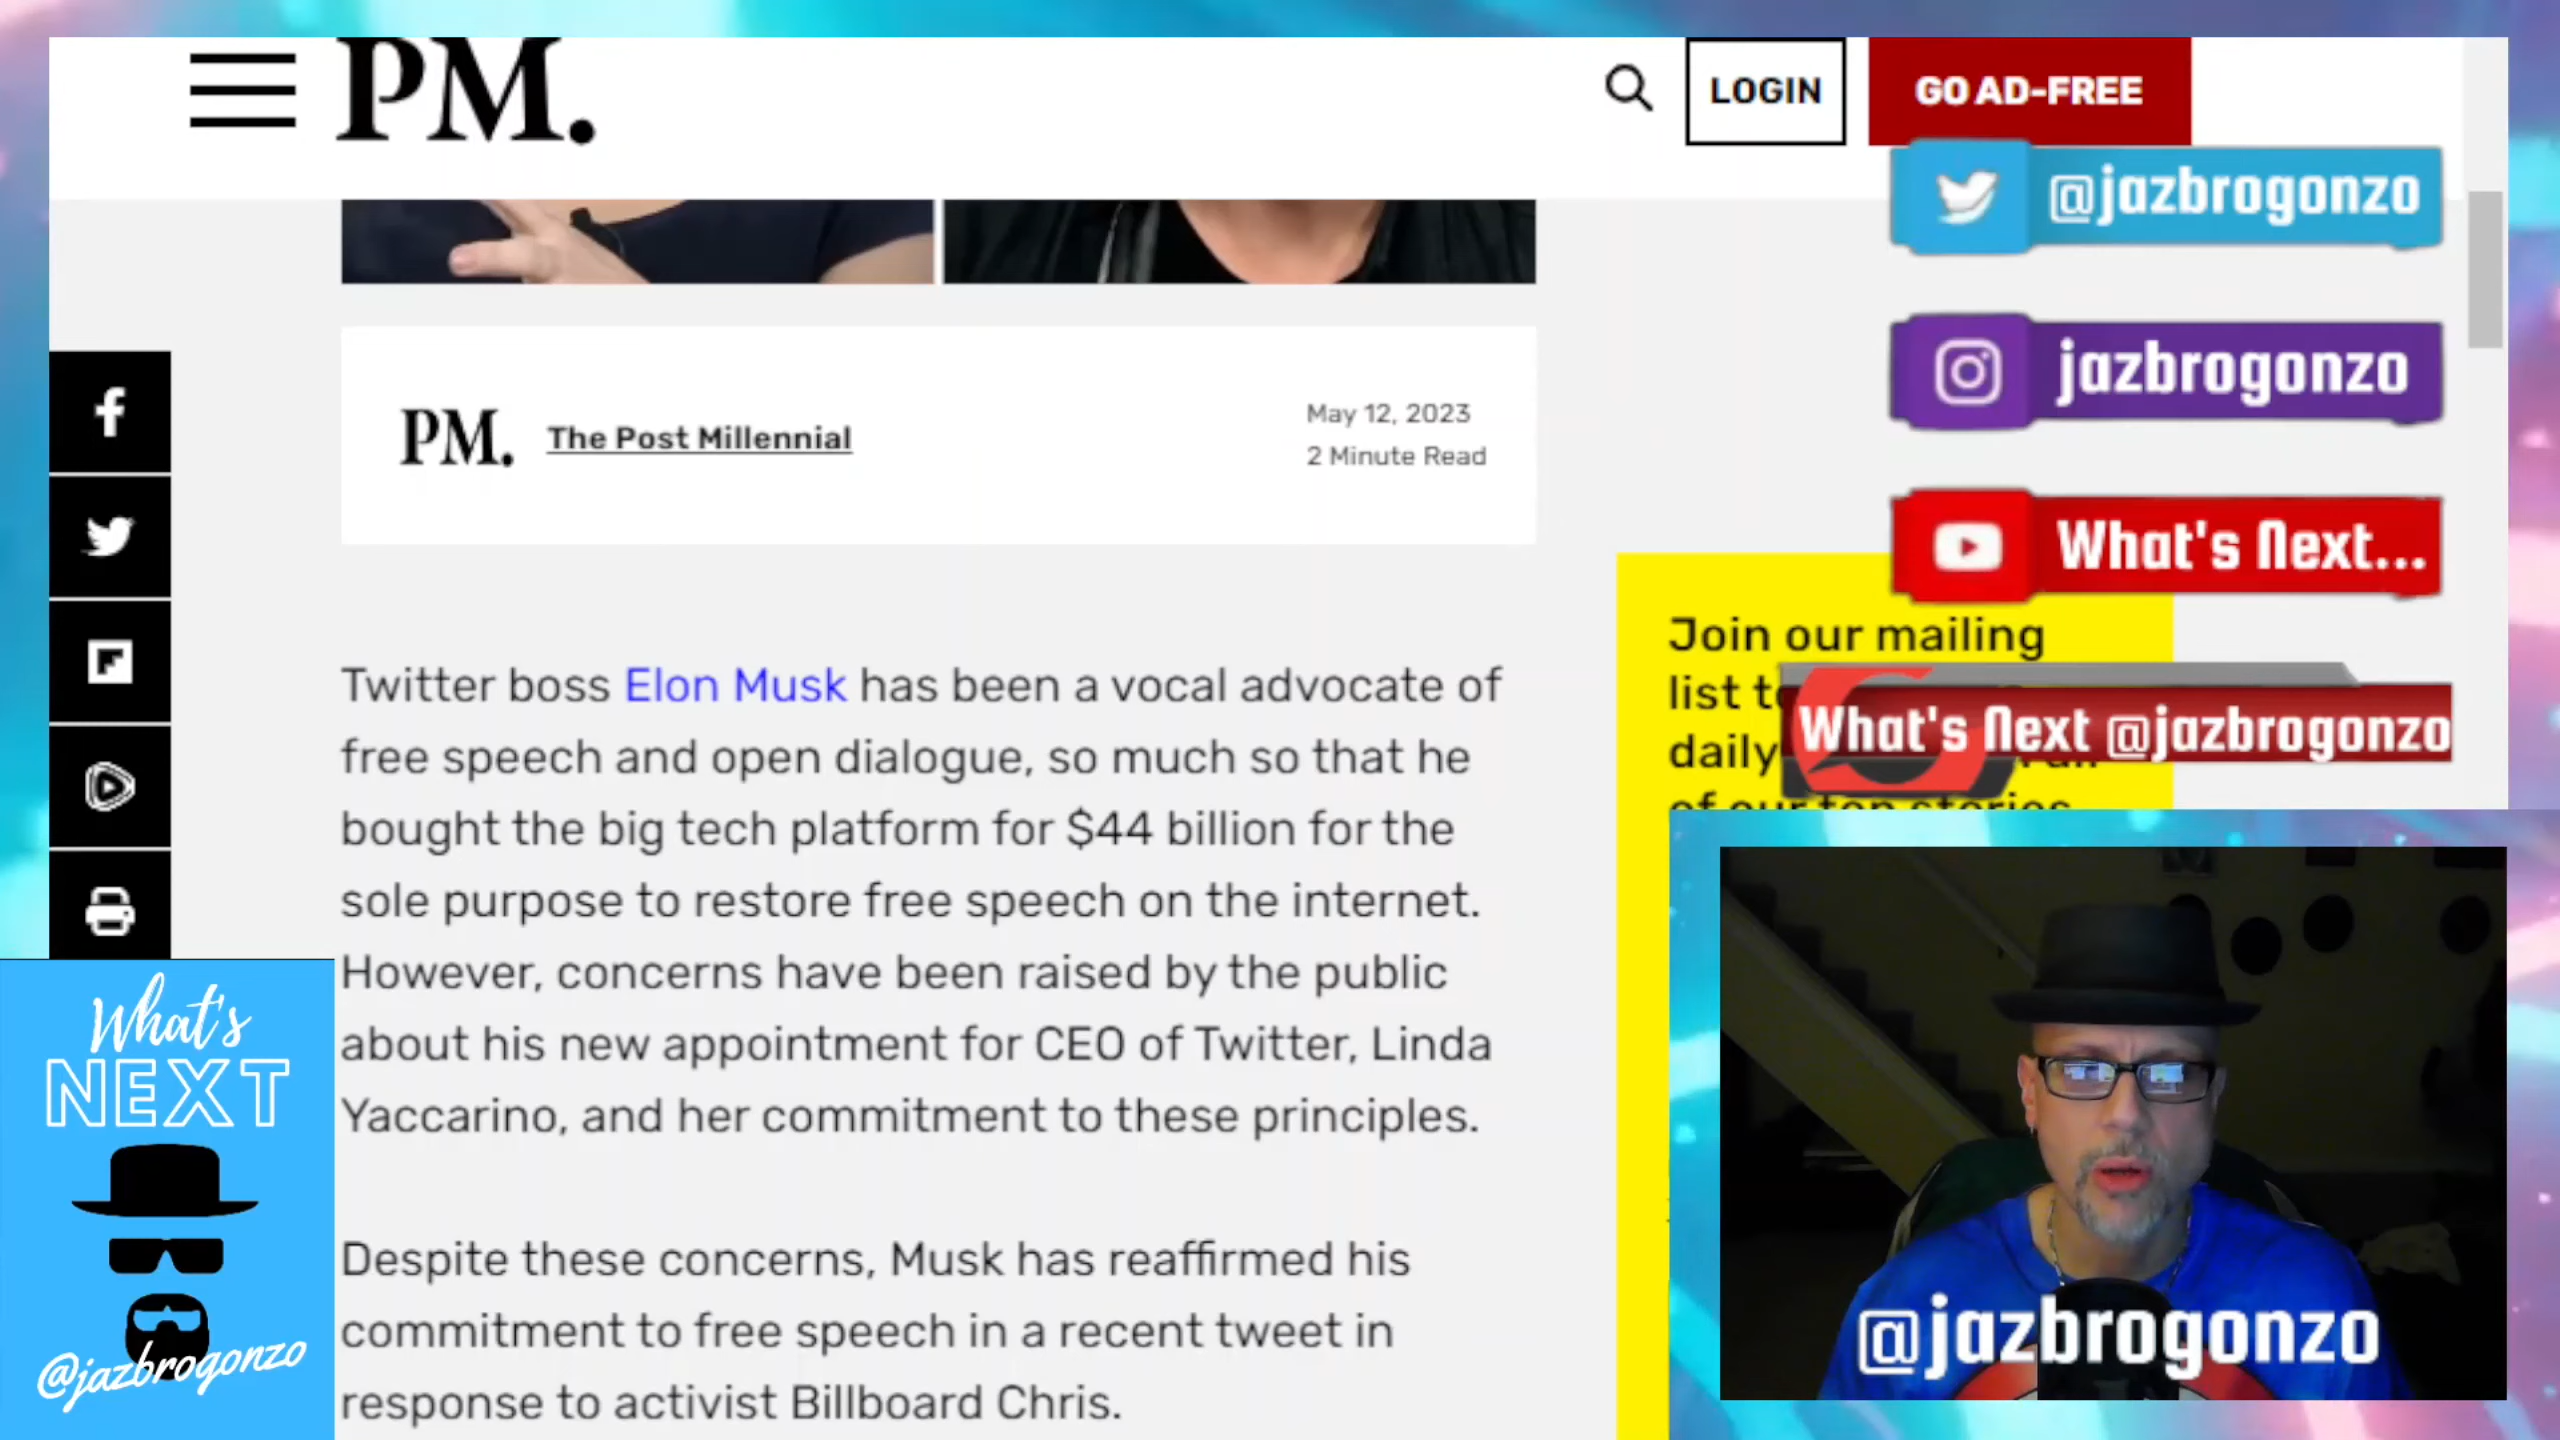 PM.
LOGIN
GO AD-FREE
@jazbrogonzo
jazbrogonzo
What's Next...
PM.
The Post Millennial
May 12, 2023
2 Minute Read
Twitter boss Elon Musk has been a vocal advocate of
free speech and open dialogue, so much so that he
bought the big tech platform for $44 billion for the
sole purpose to restore free speech on the internet.
However, concerns have been raised by the public
about his new appointment for CEO of Twitter, Linda
Yaccarino, and her commitment to these principles.
Despite these concerns, Musk has reaffirmed his
commitment to free speech in a recent tweet in
response to activist Billboard Chris.
Join our mailing
list
daily
of our top stories
What's Next @jazbrogonzo
What's
NEXT
@jazbrogonzo
@jazbrogonzo